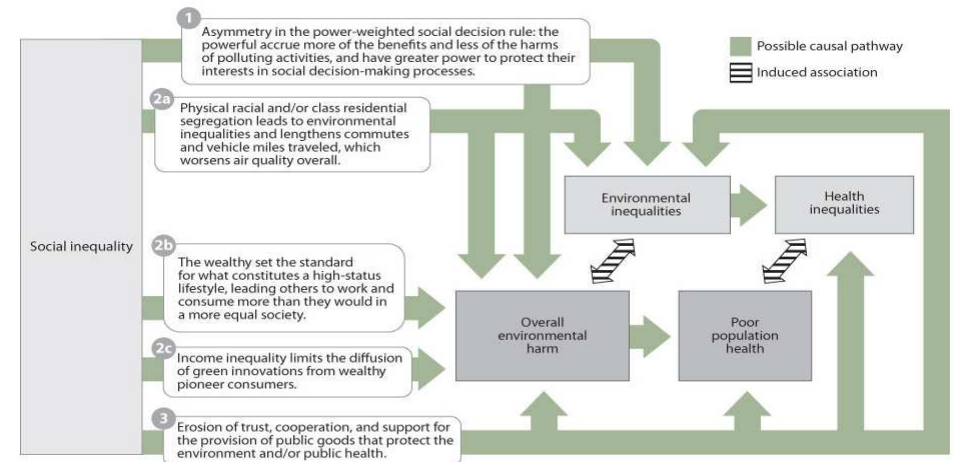 1
Asymmetry in the power-weighted social decision rule: the
powerful accrue more of the benefits and less of the harms
of polluting activities, and have greater power to protect their
interests in social decision-making processes.
Possible causal pathway
Induced association
2a
Physical racial and/or class residential
segregation leads to environmental
inequalities and lengthens commutes
and vehicle miles traveled, which
worsens air quality overall.
Environmental
inequalities
Health
inequalities
Social inequality
2b
The wealthy set the standard
for what constitutes a high-status
lifestyle, leading others to work and
consume more than they would in
a more equal society.
Overall
environmental
harm
Poor
population
health
2c
Income inequality limits the diffusion
of green innovations from wealthy
pioneer consumers.
3
Erosion of trust, cooperation, and support for
the provision of public goods that protect the
environment and/or public health.